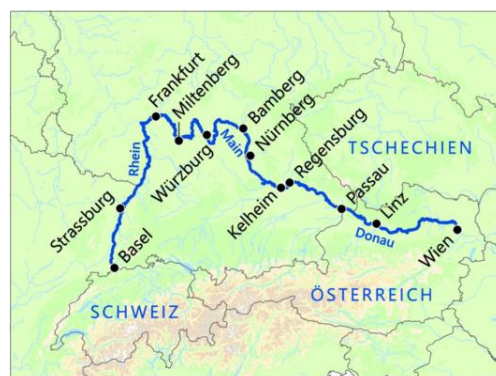 Frankfurt
Miltenberg
Bamberg
Nürnberg
Main
Rhein
Würzburg
Regensburg
TSCHECHIEN
Kelheim
Passau
Strassburg
Linz
Basel
Donau
Wien
SCHWEIZ
ÖSTERREICH